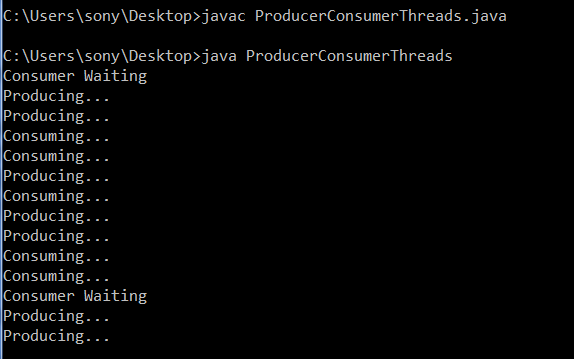 C:\Users\sony\Desktop>javac ProducerConsumerThreads.java
C:\Users\sony\Desktop>java ProducerConsumerThreads
Consumer Waiting
Producing...
Producing...
Consuming...
Consuming...
Producing...
Consuming...
Producing...
Producing...
Consuming...
Consuming...
Consumer Waiting
Producing...
Producing...